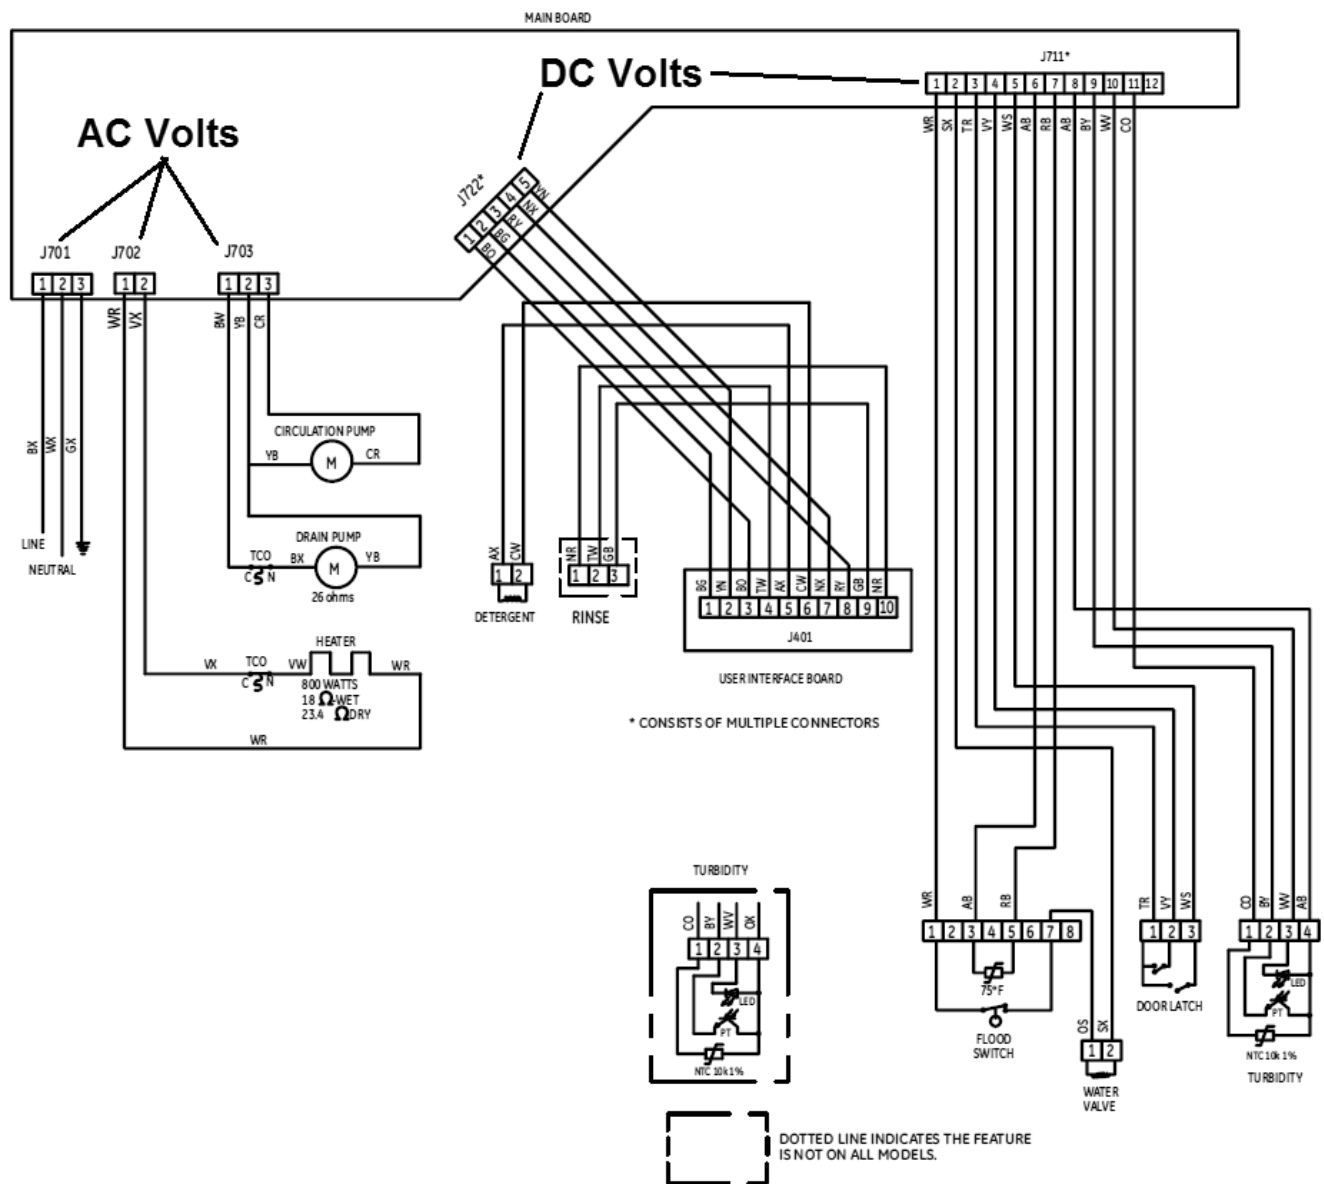 MAIN BOARD
DC Volts
J711*
1 2 3 4 5 6 7 8 9 10 11 12
WR SX TR VY WS AB RB AB BY WV CO
AC Volts
J722*
1 2 3 4 5
BO BG RY NX YN
J701 J702 J703
1 2 3 1 2 1 2 3
WR VX BW YB CR
BX WX GX
CIRCULATION PUMP
YB M CR
LINE
NEUTRAL
DRAIN PUMP
TCO BX M YB
C N
26 ohms
HEATER
VX TCO VW WR
C N
800 WATTS
18 Ω-WET
23.4 ΩDRY
WR
AX CW
1 2
DETERGENT
NR TW GB
1 2 3
RINSE
BG YN BO TW AX CW NX RY GB NR
1 2 3 4 5 6 7 8 9 10
J401
USER INTERFACE BOARD
* CONSISTS OF MULTIPLE CONNECTORS
TURBIDITY
CO BY WV OX
1 2 3 4
LED
PT
NTC 10k 1%
WR AB RB
1 2 3 4 5 6 7 8
75°F
FLOOD
SWITCH
OS SX
1 2
WATER
VALVE
TR VY WS
1 2 3
DOOR LATCH
CO BY WV AB
1 2 3 4
LED
PT
NTC 10k 1%
TURBIDITY
DOTTED LINE INDICATES THE FEATURE
IS NOT ON ALL MODELS.